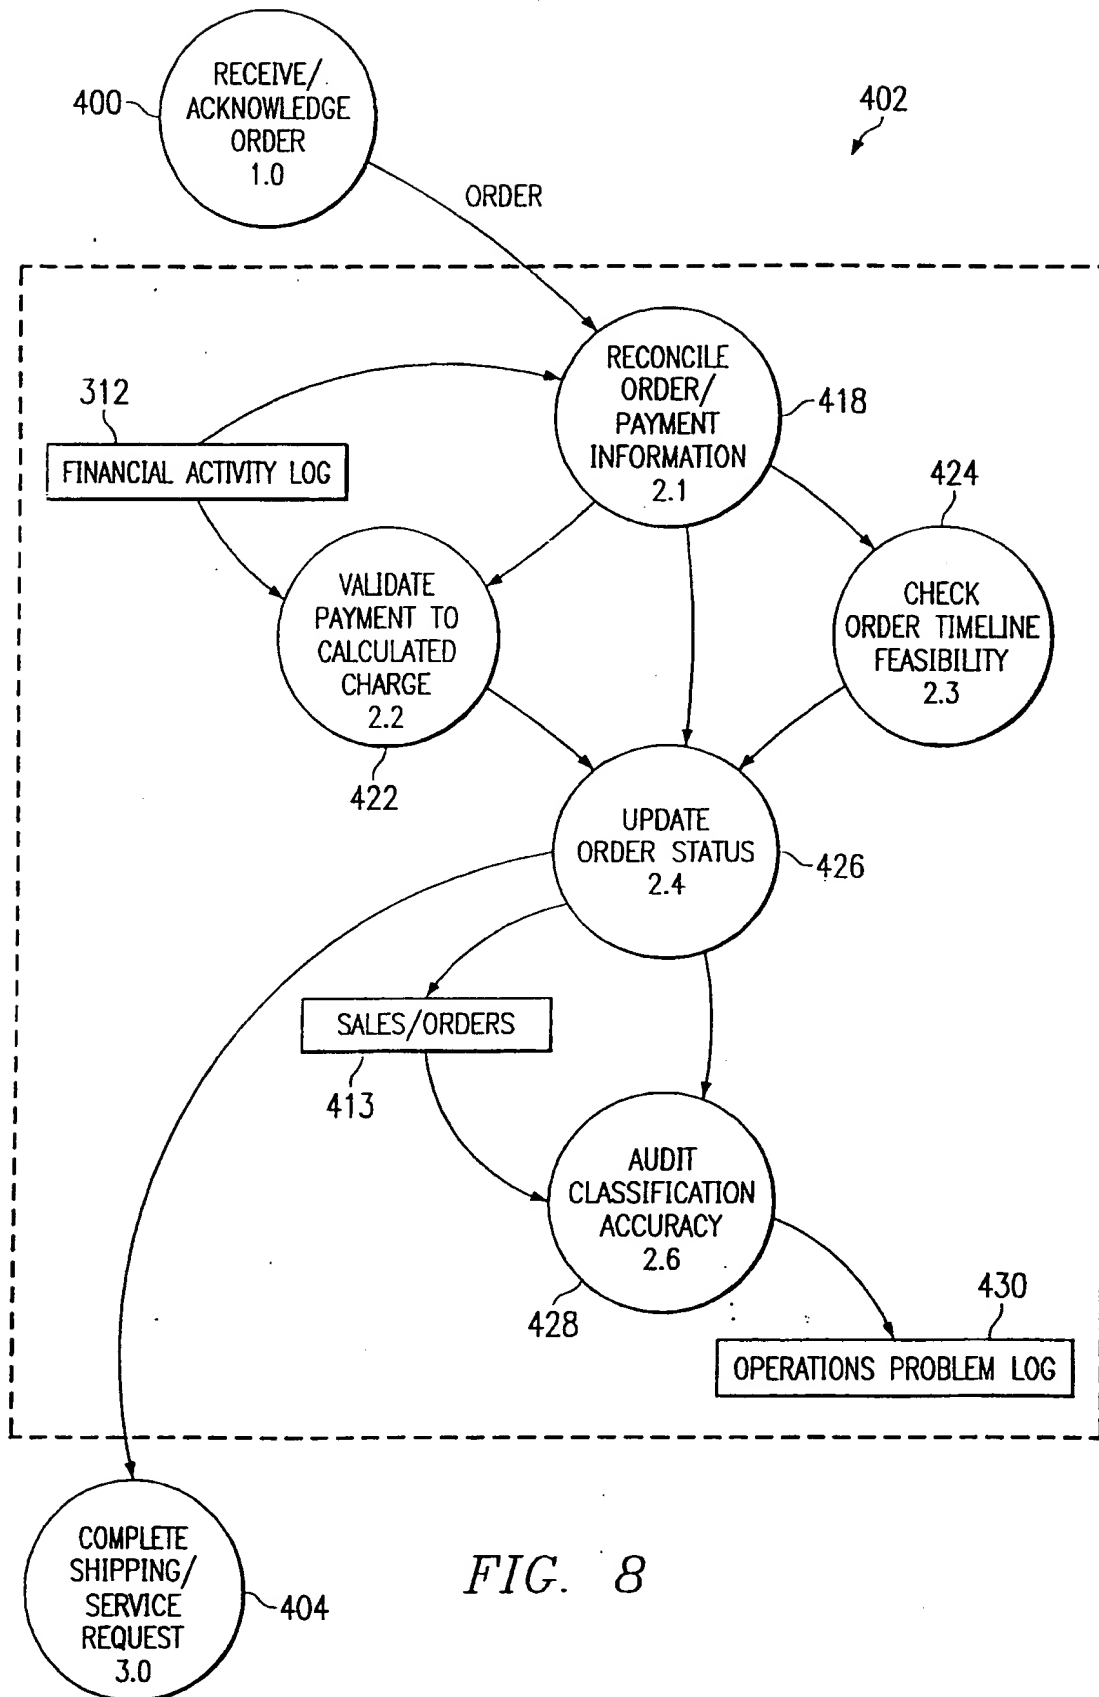 RECEIVE/
ACKNOWLEDGE
ORDER
1.0
400
402
ORDER
RECONCILE
ORDER/
PAYMENT
INFORMATION
2.1
418
312
FINANCIAL ACTIVITY LOG
424
VALIDATE
PAYMENT TO
CALCULATED
CHARGE
2.2
422
CHECK
ORDER TIMELINE
FEASIBILITY
2.3
UPDATE
ORDER STATUS
2.4
426
SALES/ORDERS
413
AUDIT
CLASSIFICATION
ACCURACY
2.6
428
430
OPERATIONS PROBLEM LOG
COMPLETE
SHIPPING/
SERVICE
REQUEST
3.0
404
FIG. 8